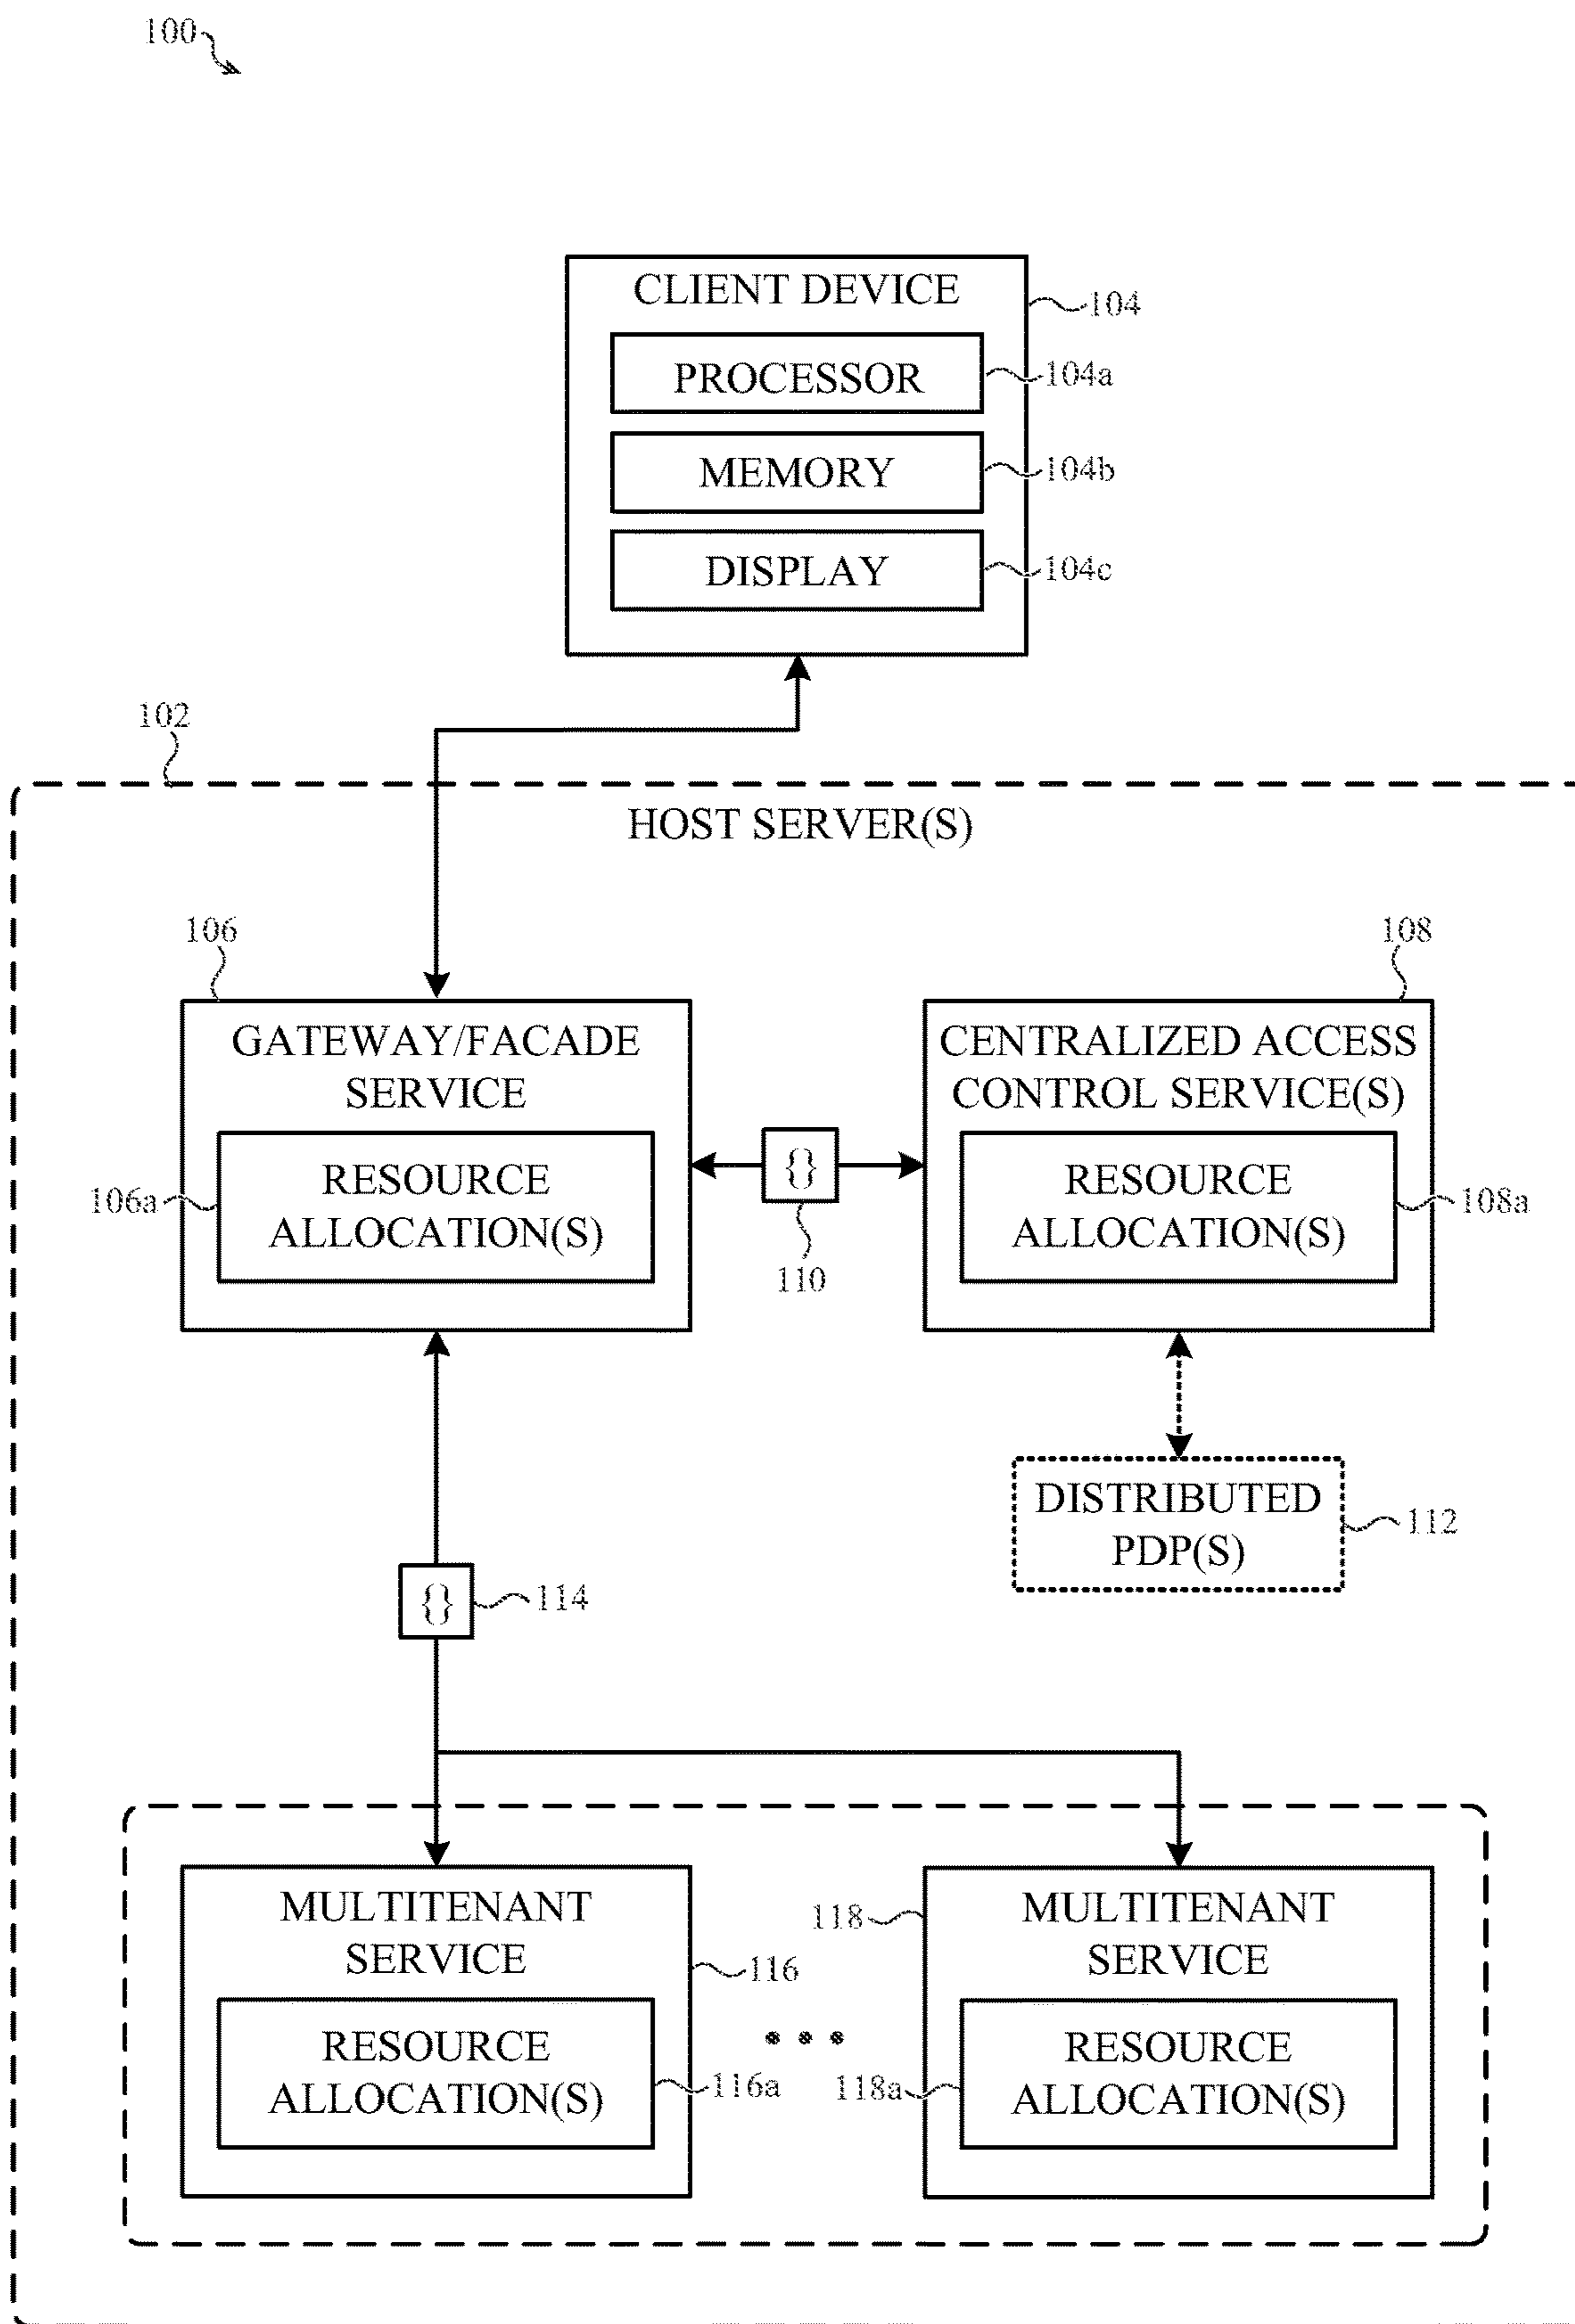 100
CLIENT DEVICE
104
PROCESSOR
104a
MEMORY
104b
DISPLAY
104c
102
HOST SERVER(S)
106
108
GATEWAY/FACADE
SERVICE
CENTRALIZED ACCESS
CONTROL SERVICE(S)
RESOURCE
ALLOCATION(S)
106a
{}
110
RESOURCE
ALLOCATION(S)
108a
DISTRIBUTED
PDP(S)
112
{}
114
MULTITENANT
SERVICE
116
118
MULTITENANT
SERVICE
RESOURCE
ALLOCATION(S)
116a
118a
RESOURCE
ALLOCATION(S)